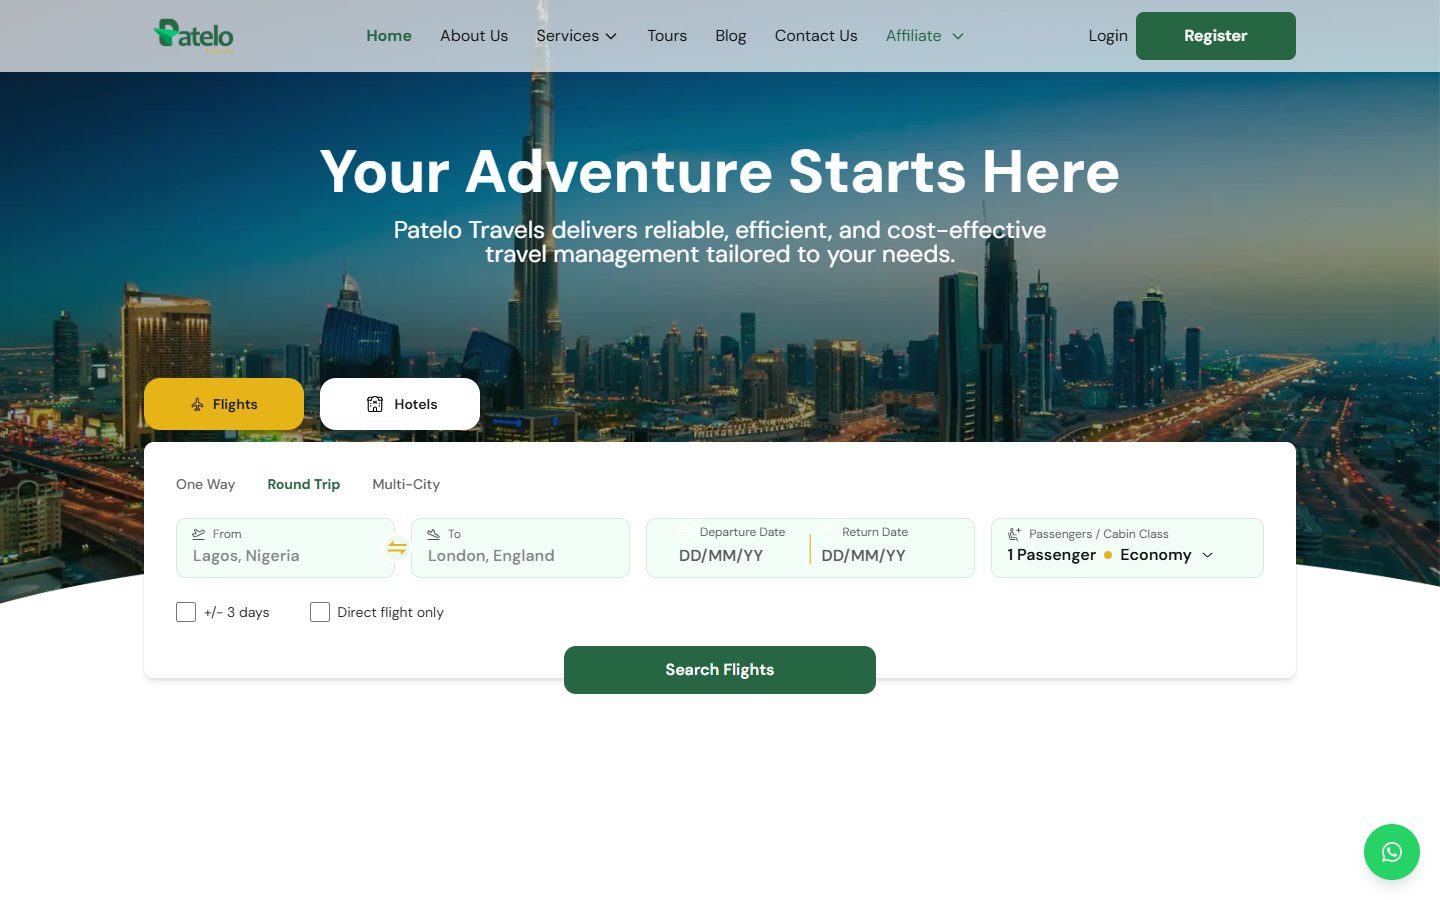 Patelo
Home
About Us
Services
Tours
Blog
Contact Us
Affiliate
Login
Register
Your Adventure Starts Here
Patelo Travels delivers reliable, efficient, and cost-effective
travel management tailored to your needs.
Flights
Hotels
One Way
Round Trip
Multi-City
From
Lagos, Nigeria
To
London, England
Departure Date
DD/MM/YY
Return Date
DD/MM/YY
Passengers / Cabin Class
1 Passenger
Economy
+/- 3 days
Direct flight only
Search Flights